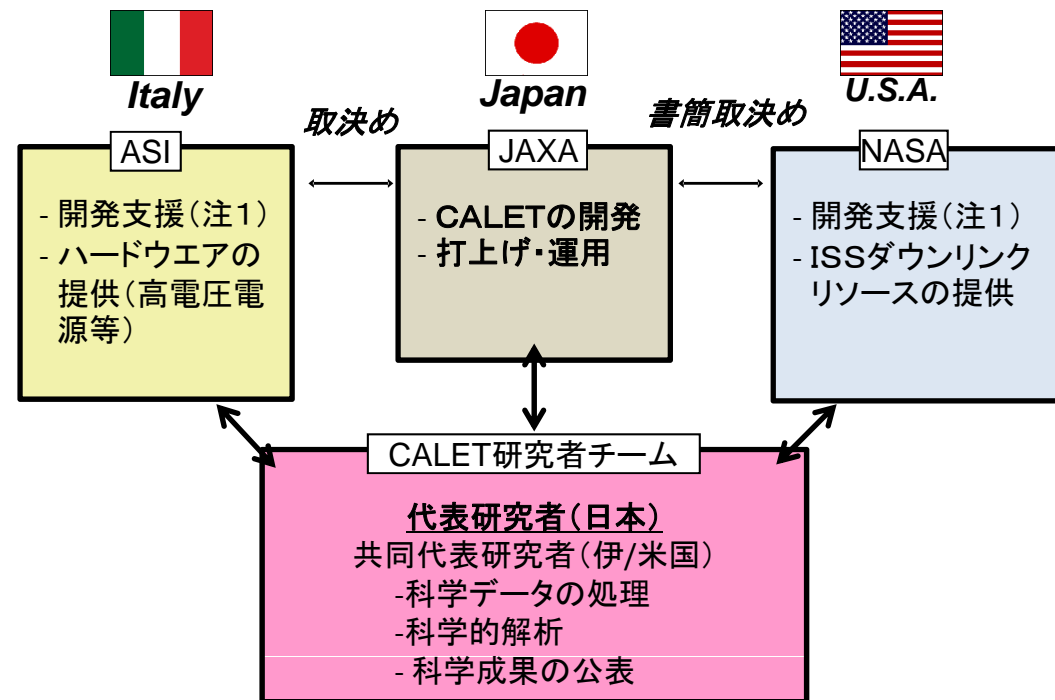 Italy
Japan
U.S.A.
取決め
書簡取決め
ASI
- 開発支援(注1)
- ハードウエアの
提供(高電圧電
源等)
JAXA
- CALETの開発
- 打上げ・運用
NASA
- 開発支援(注1)
- ISSダウンリンク
リソースの提供
CALET研究者チーム
代表研究者(日本)
共同代表研究者(伊/米国)
-科学データの処理
-科学的解析
- 科学成果の公表